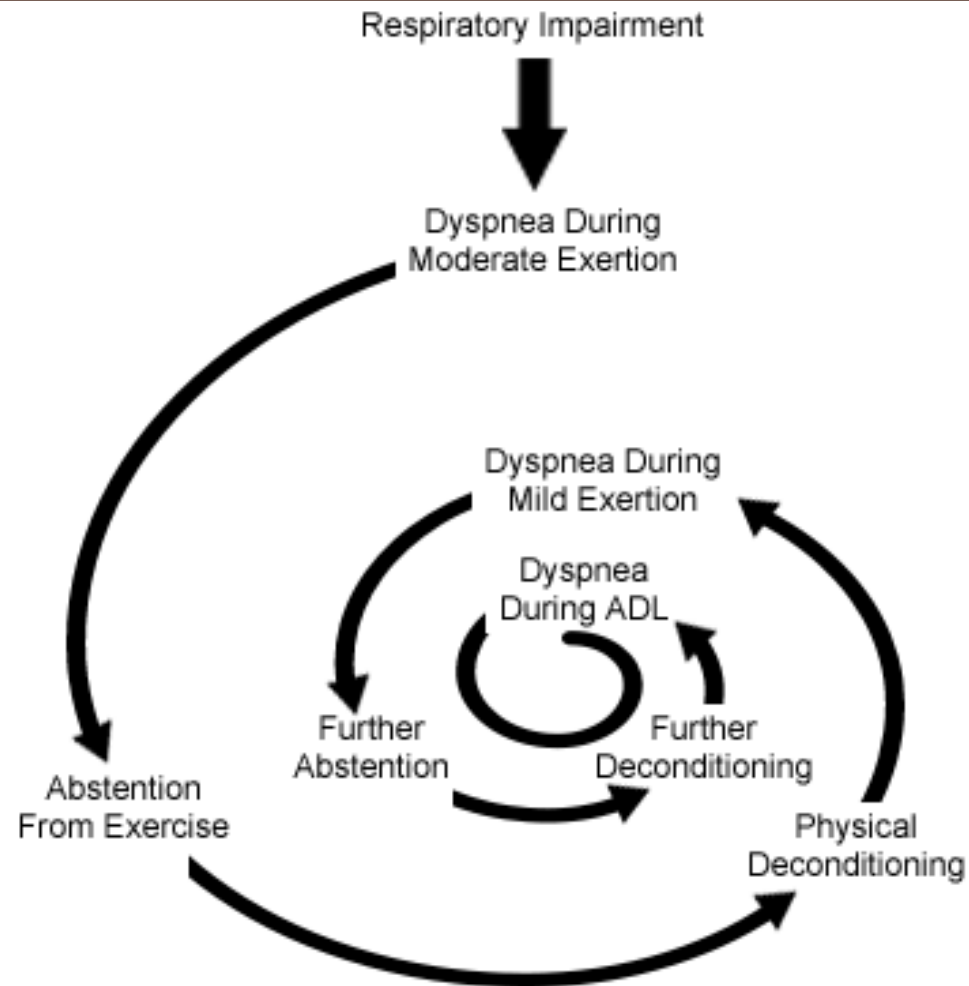 Respiratory Impairment
Dyspnea During
Moderate Exertion
Abstention
From Exercise
Physical
Deconditioning
Dyspnea During
Mild Exertion
Further
Abstention
Further
Deconditioning
Dyspnea
During ADL